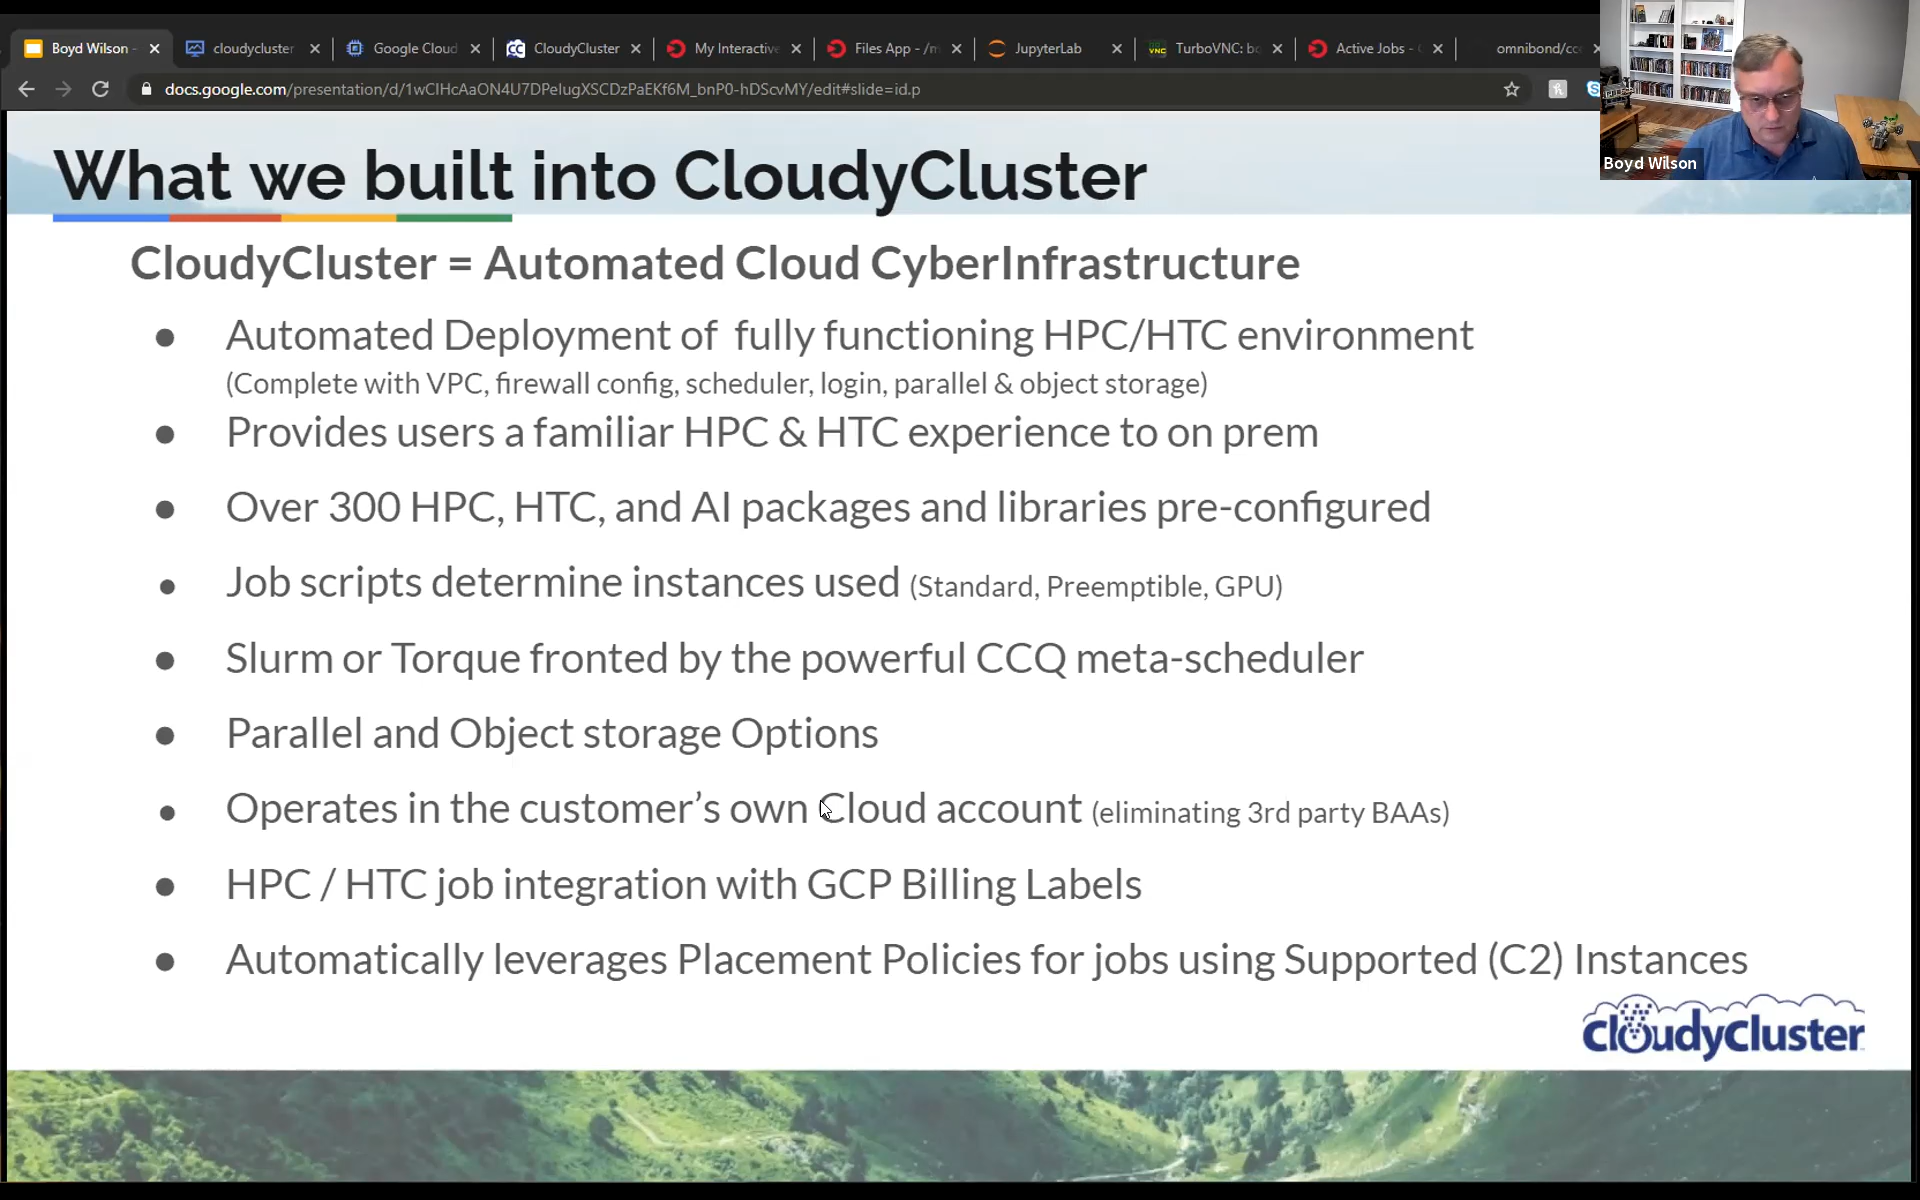 Boyd Wilson -
cloudycluster
Google Cloud
CloudyCluster
My Interactive
Files App - /m
JupyterLab
TurboVNC: bo
Active Jobs -
omnibond/cc
docs.google.com/presentation/d/1wCIHcAaON4U7DPelugXSCDzPaEKf6M_bnP0-hDScvMY/edit#slide=id.p
Boyd Wilson
What we built into CloudyCluster
CloudyCluster = Automated Cloud CyberInfrastructure
● Automated Deployment of fully functioning HPC/HTC environment
(Complete with VPC, firewall config, scheduler, login, parallel & object storage)
● Provides users a familiar HPC & HTC experience to on prem
● Over 300 HPC, HTC, and AI packages and libraries pre-configured
● Job scripts determine instances used (Standard, Preemptible, GPU)
● Slurm or Torque fronted by the powerful CCQ meta-scheduler
● Parallel and Object storage Options
● Operates in the customer’s own Cloud account (eliminating 3rd party BAAs)
● HPC / HTC job integration with GCP Billing Labels
● Automatically leverages Placement Policies for jobs using Supported (C2) Instances
cloudycluster